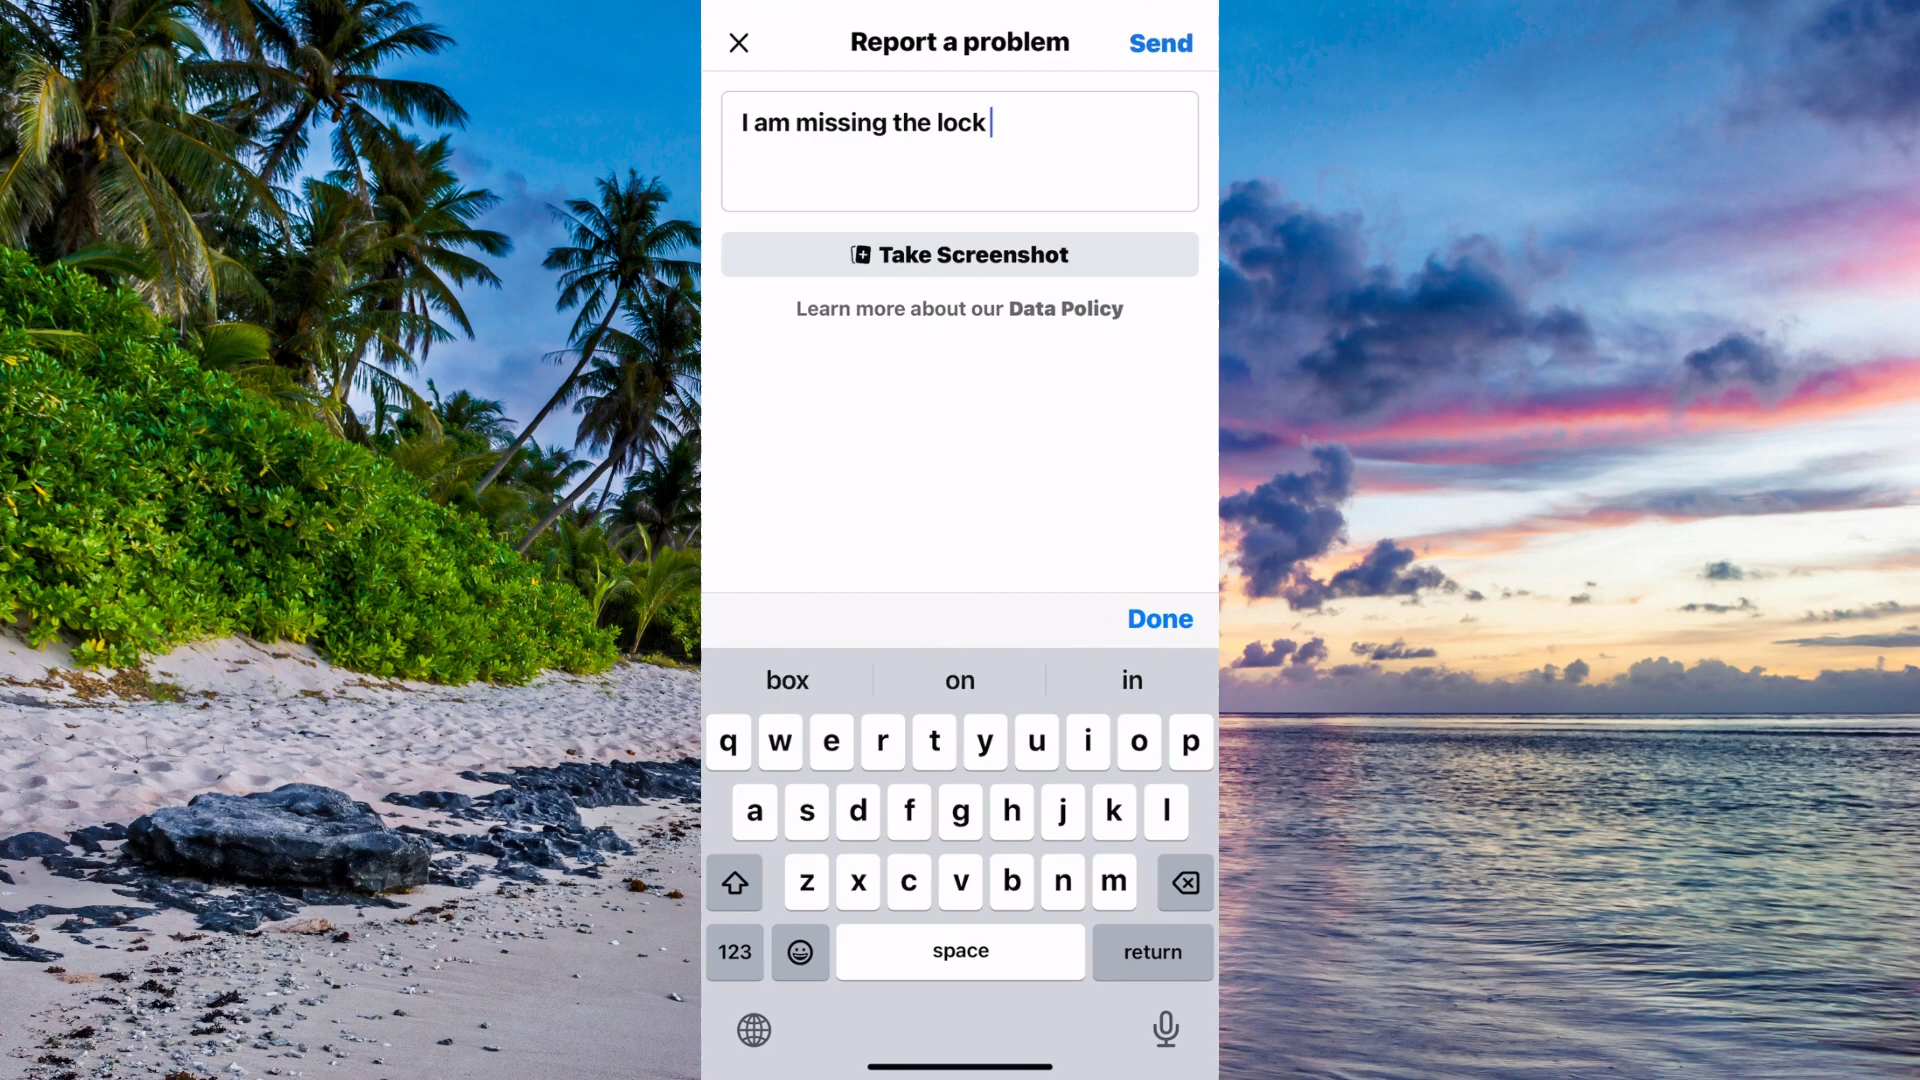 Report a problem
Send
I am missing the lock
Take Screenshot
Learn more about our Data Policy
Done
box on in
q w e r t y u i o p
a s d f g h j k l
z x c v b n m
123 space return